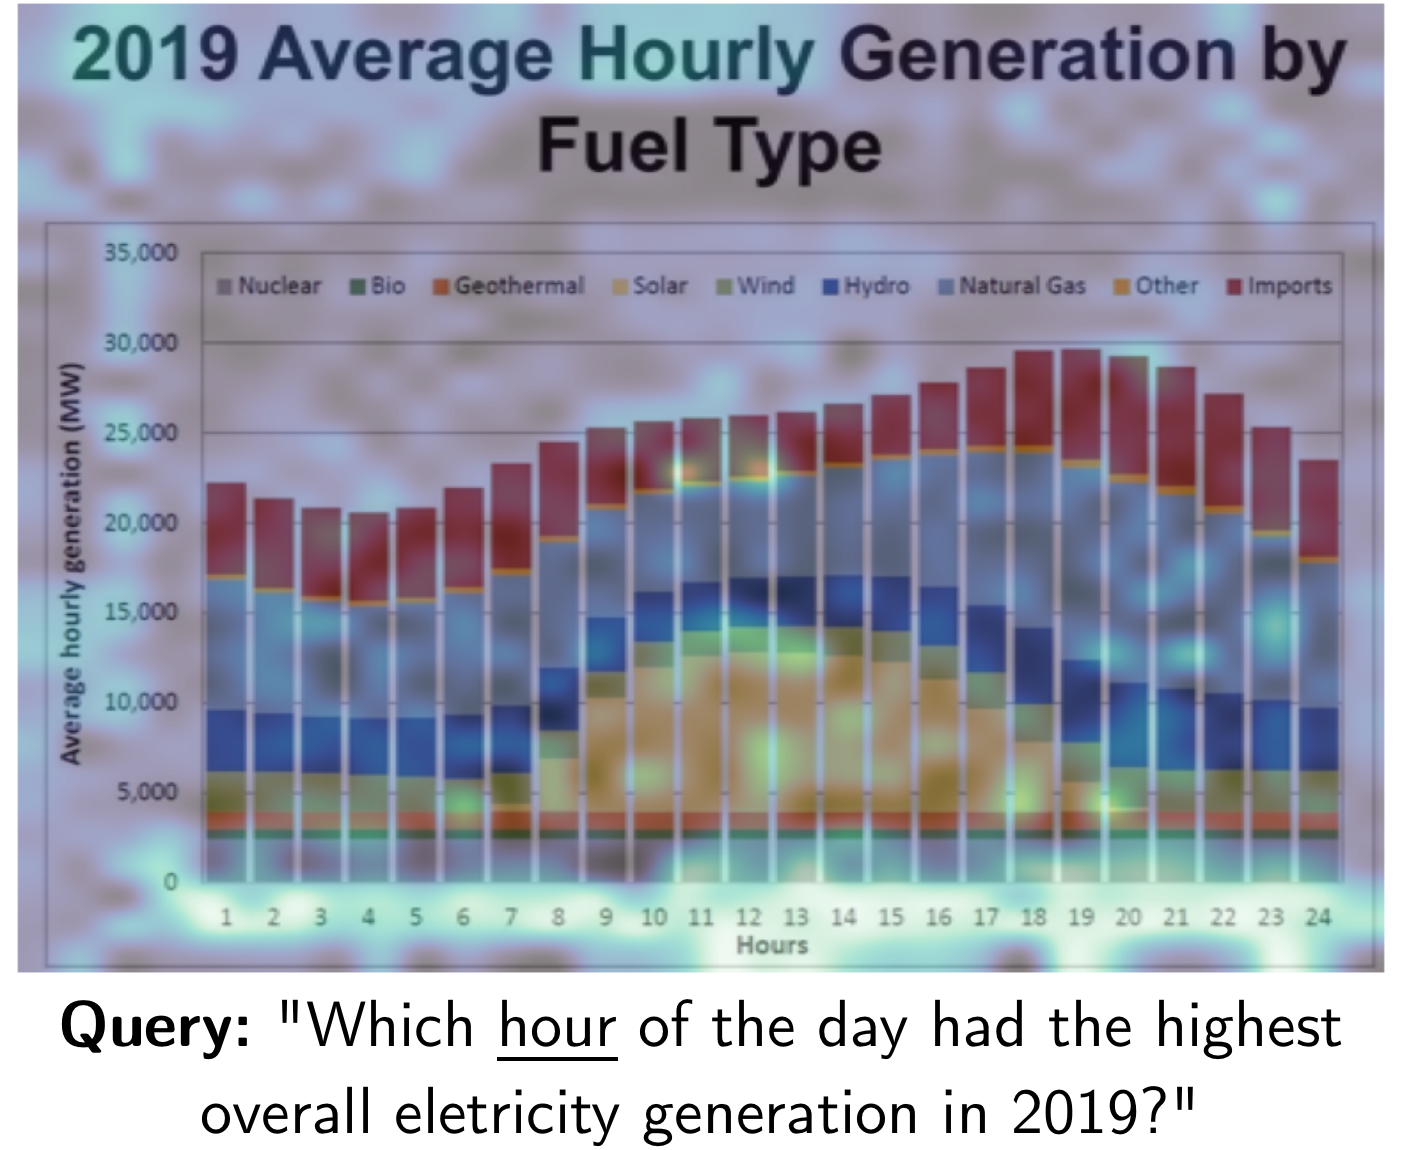 2019 Average Hourly Generation by
Fuel Type
35,000
Nuclear Bio Geothermal Solar Wind Hydro Natural Gas Other Imports
30,000
25,000
20,000
15,000
10,000
5,000
0
Average hourly generation (MW)
1 2 3 4 5 6 7 8 9 10 11 12 13 14 15 16 17 18 19 20 21 22 23 24
Hours
Query: "Which hour of the day had the highest
overall eletricity generation in 2019?"